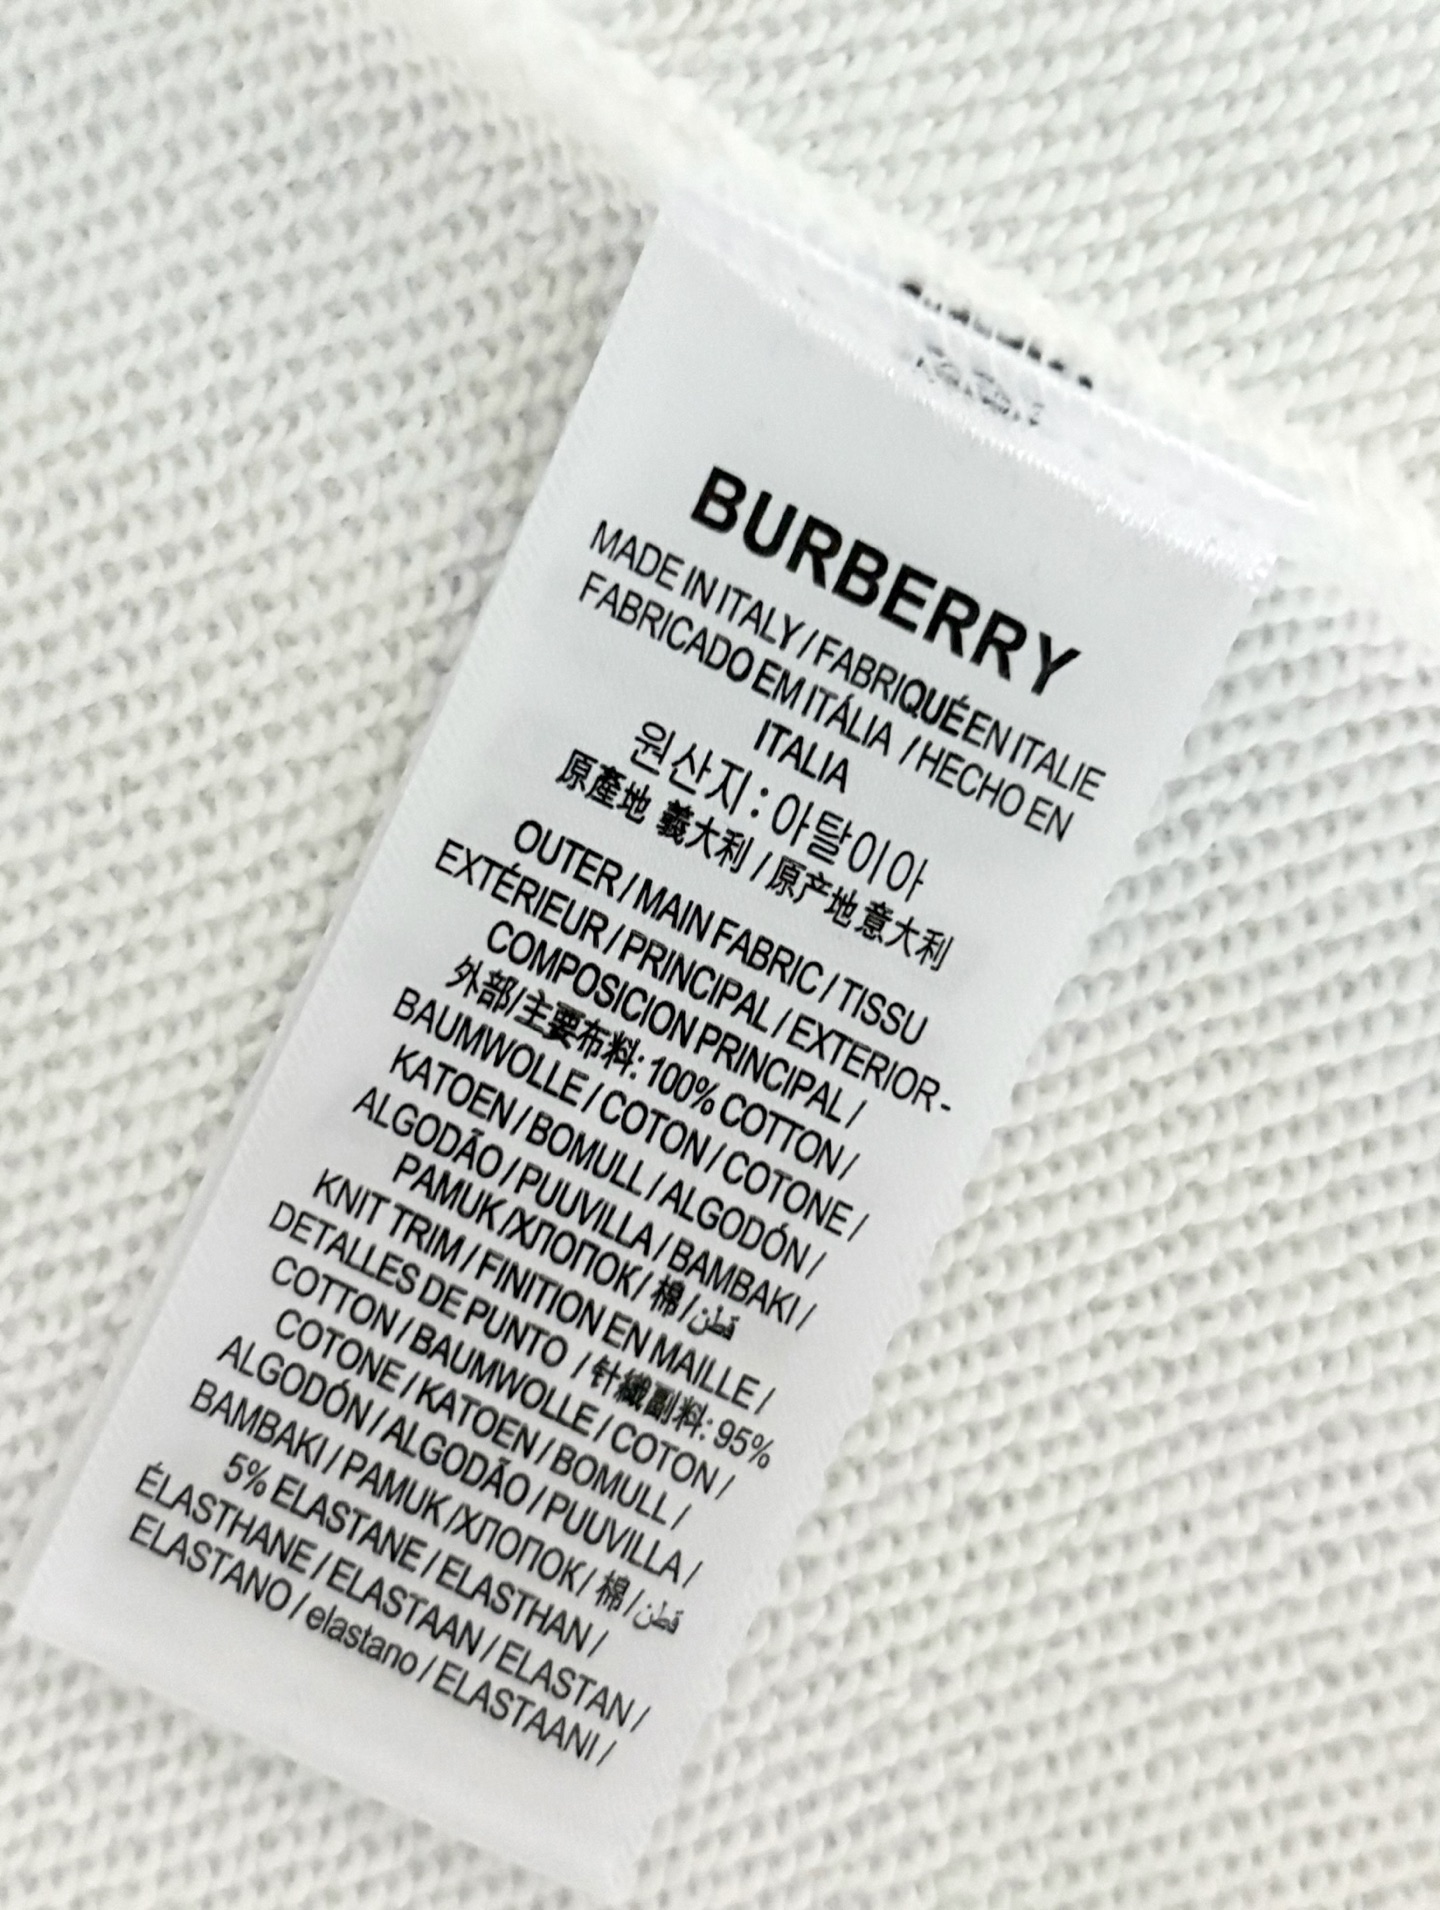 BURBERRY
MADE IN ITALY / FABRIQUÉ EN ITALIE
FABRICADO EM ITÁLIA / HECHO EN
ITALIA
원산지 : 아탈이아
原產地 義大利 / 原产地 意大利
OUTER / MAIN FABRIC / TISSU
EXTÉRIEUR / PRINCIPAL / EXTERIOR -
COMPOSICION PRINCIPAL /
外部/主要布料: 100% COTTON /
BAUMWOLLE / COTON / COTONE /
KATOEN / BOMULL / ALGODÓN /
ALGODÃO / PUUVILLA / BAMBAKI /
PAMUK /ХЛОПОК/ 棉/قطن
KNIT TRIM / FINITION EN MAILLE /
DETALLES DE PUNTO / 针織副料: 95%
COTTON / BAUMWOLLE / COTON /
COTONE / KATOEN / BOMULL /
ALGODÓN / ALGODÃO / PUUVILLA /
BAMBAKI / PAMUK /ХЛОПОК/ 棉/قطن
5% ELASTANE / ELASTHAN /
ÉLASTHANE / ELASTAAN / ELASTAN /
ELASTANO / elastano / ELASTAANI /